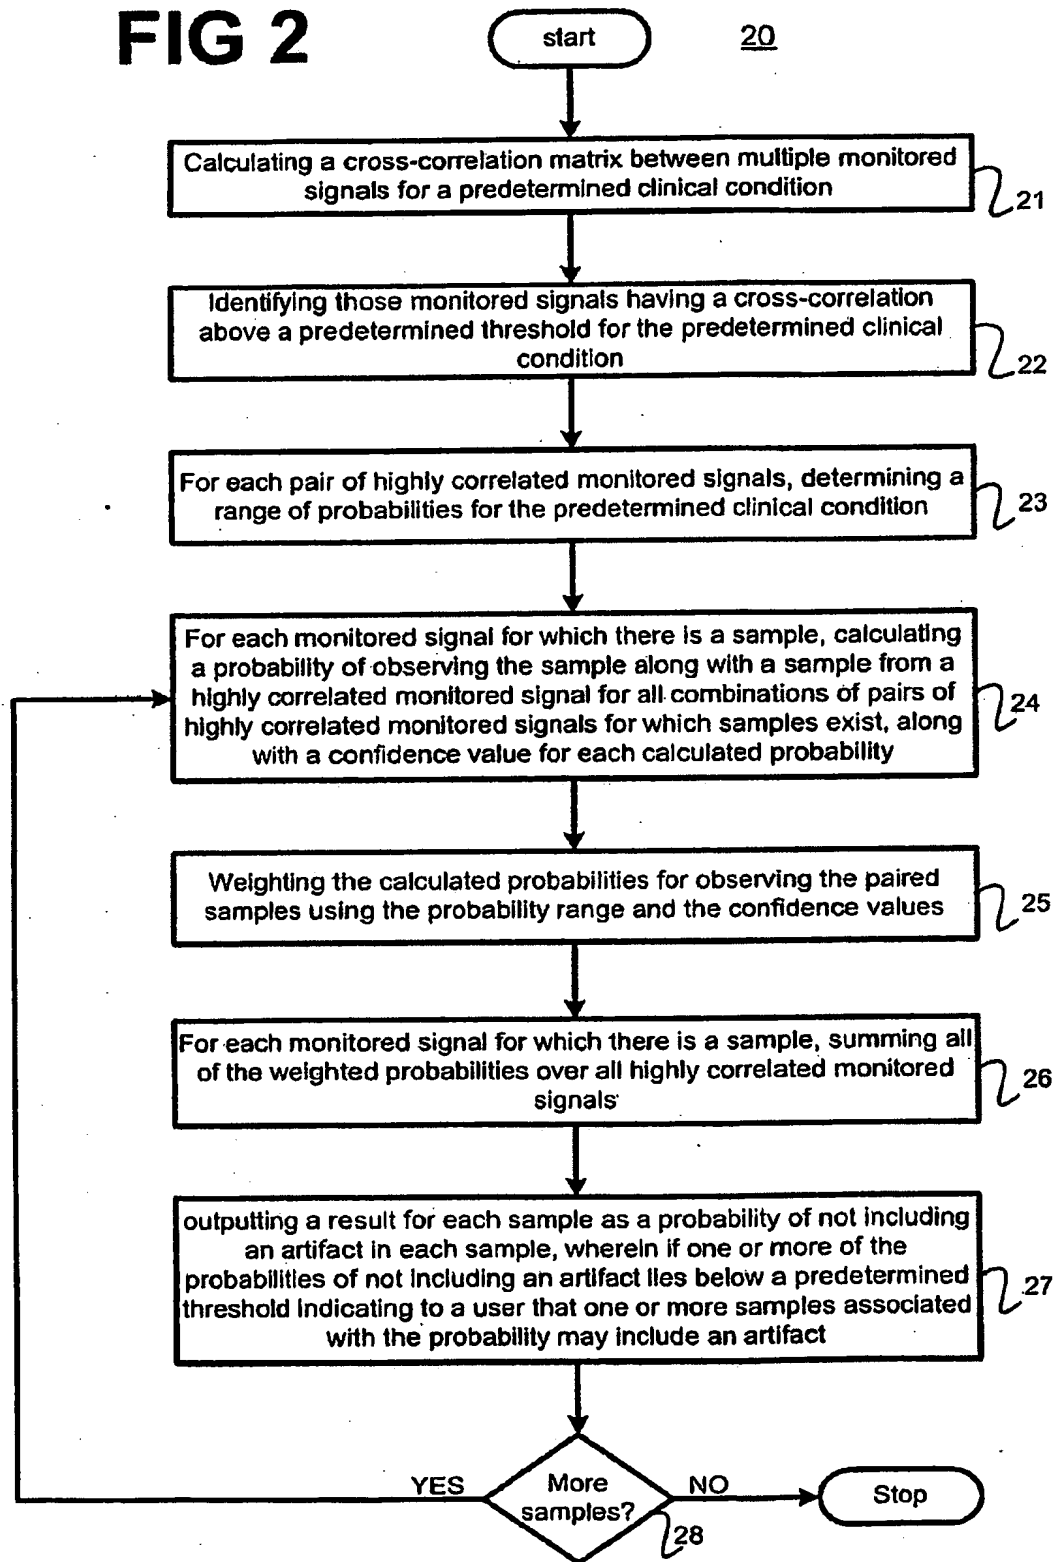 FIG 2
start
20
Calculating a cross-correlation matrix between multiple monitored
signals for a predetermined clinical condition
21
Identifying those monitored signals having a cross-correlation
above a predetermined threshold for the predetermined clinical
condition
22
For each pair of highly correlated monitored signals, determining a
range of probabilities for the predetermined clinical condition
23
For each monitored signal for which there is a sample, calculating
a probability of observing the sample along with a sample from a
highly correlated monitored signal for all combinations of pairs of
highly correlated monitored signals for which samples exist, along
with a confidence value for each calculated probability
24
Weighting the calculated probabilities for observing the paired
samples using the probability range and the confidence values
25
For each monitored signal for which there is a sample, summing all
of the weighted probabilities over all highly correlated monitored
signals
26
outputting a result for each sample as a probability of not including
an artifact in each sample, wherein if one or more of the
probabilities of not including an artifact lies below a predetermined
threshold indicating to a user that one or more samples associated
with the probability may include an artifact
27
YES
More
samples?
NO
Stop
28